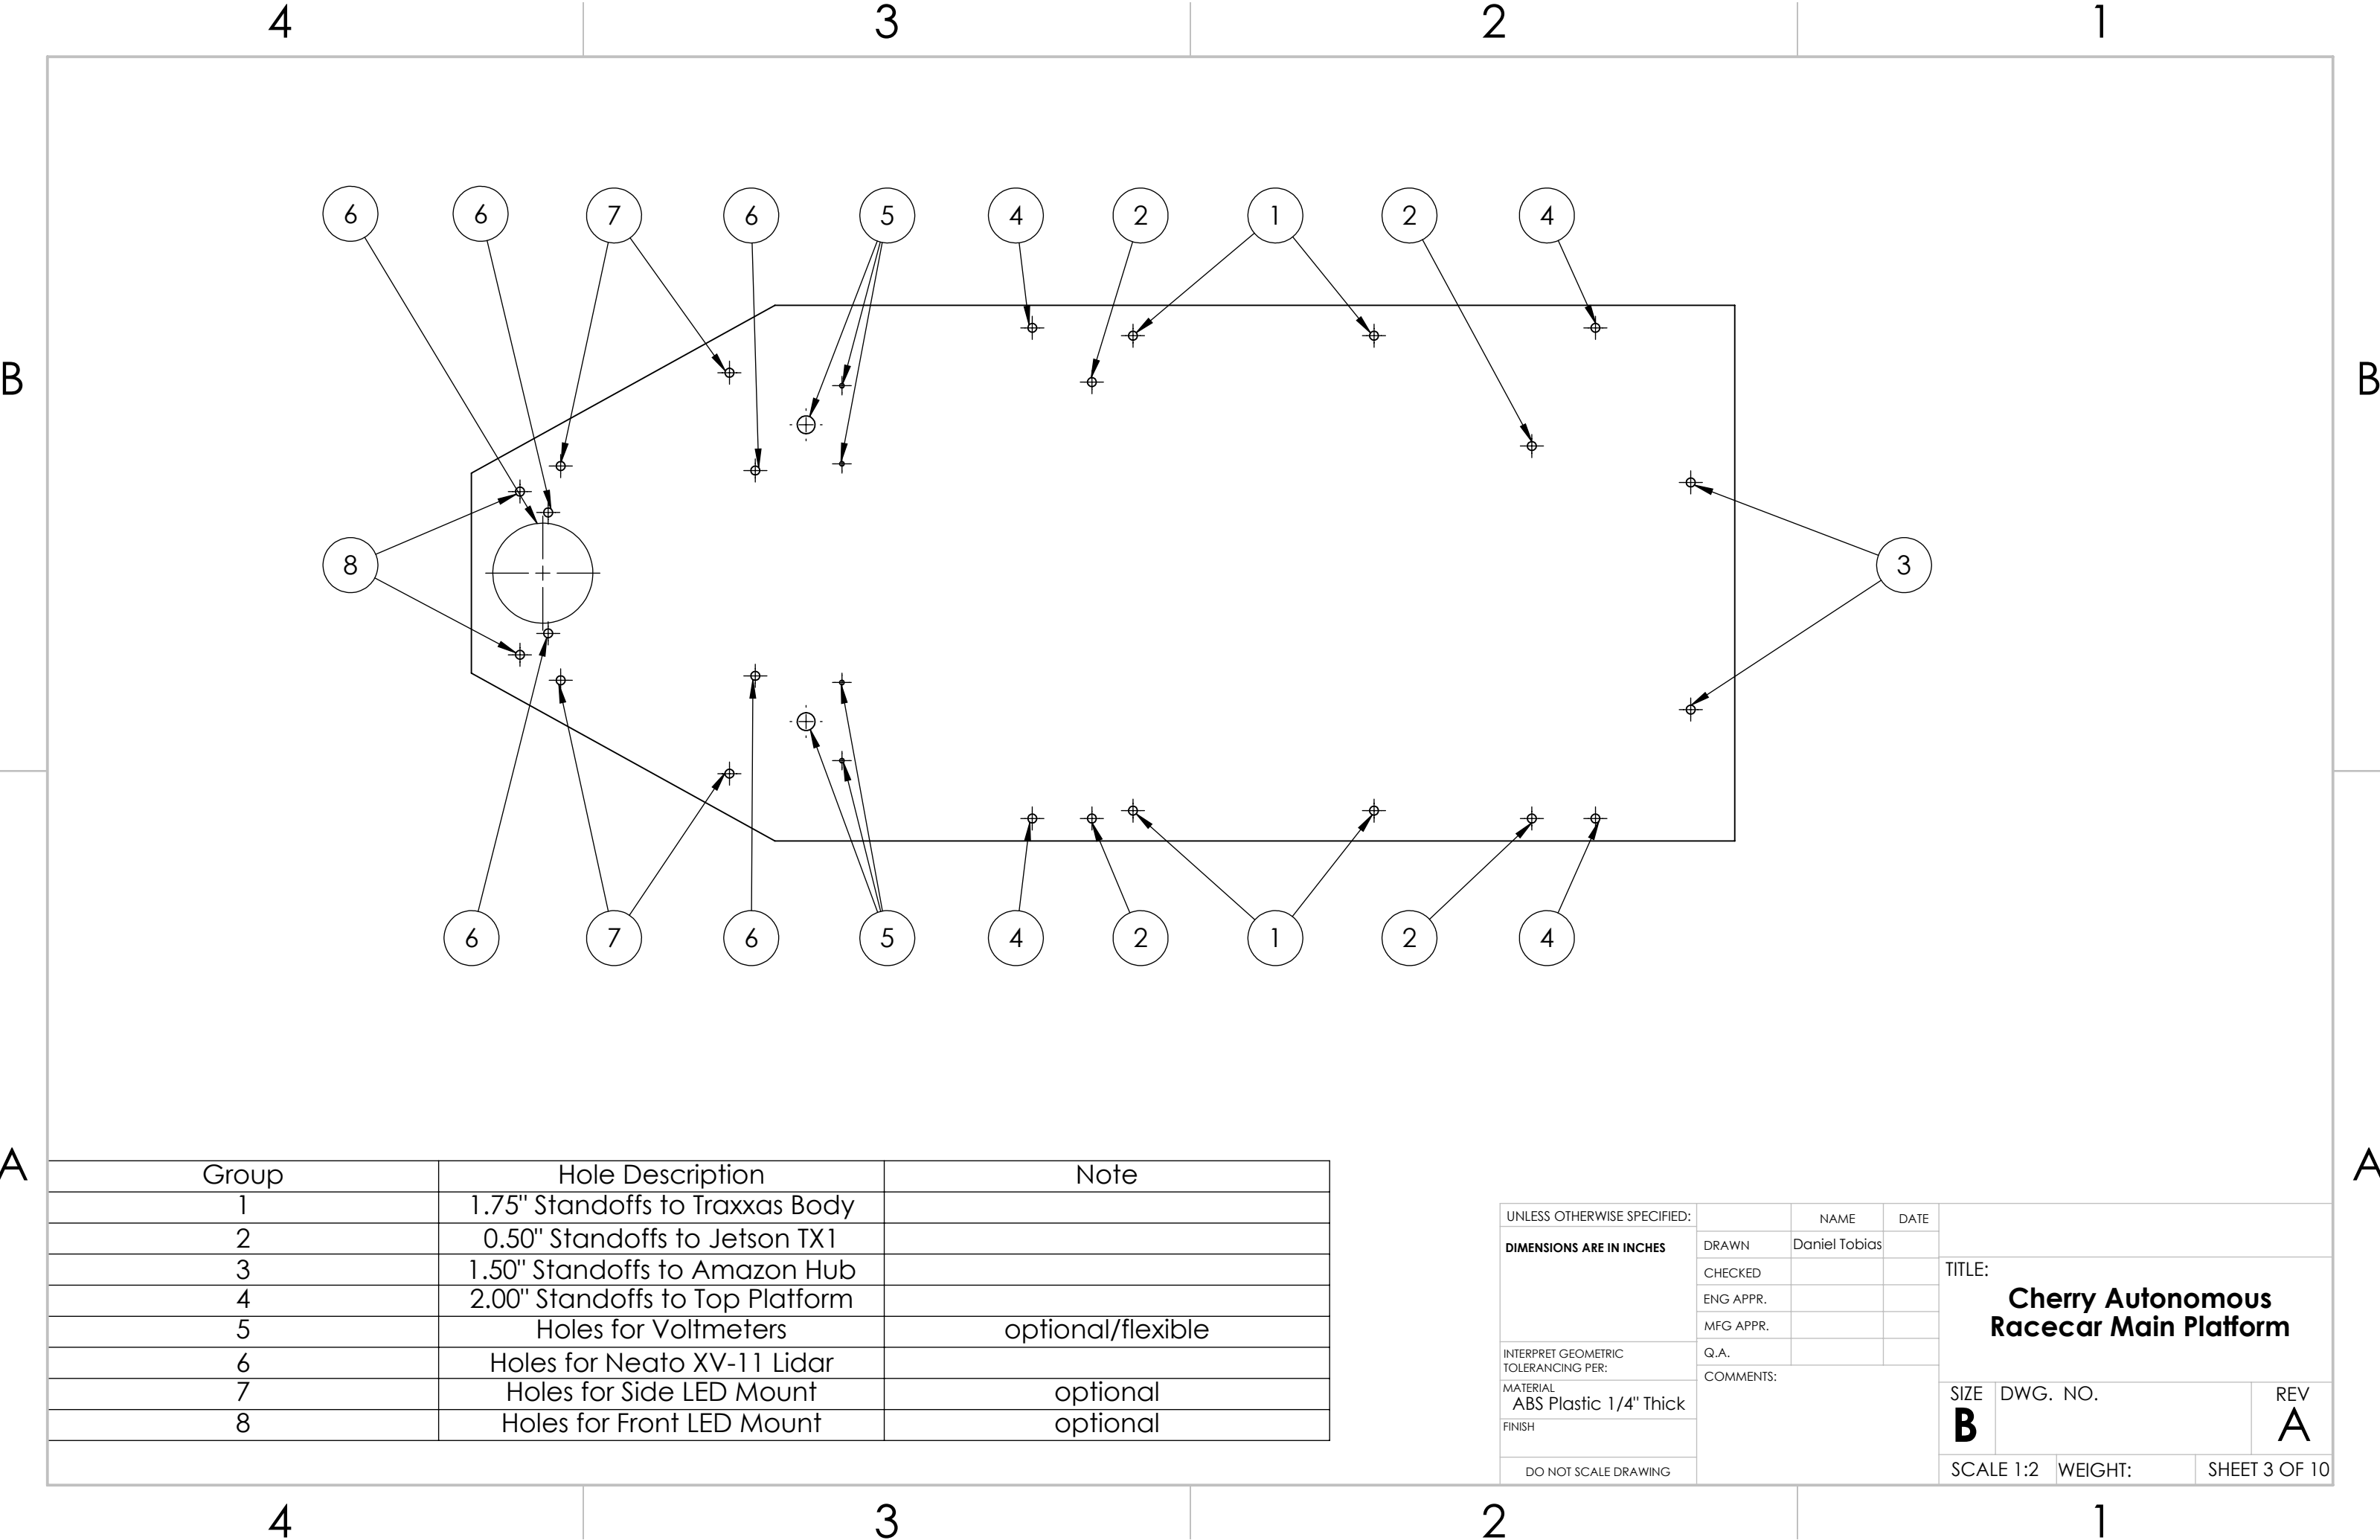 4 3 2 1
6 6 7 6 5 4 2 1 2 4
B B
8 3
6 7 6 5 4 2 1 2 4
A A
Group Hole Description Note
1 1.75" Standoffs to Traxxas Body
2 0.50" Standoffs to Jetson TX1
3 1.50" Standoffs to Amazon Hub
4 2.00" Standoffs to Top Platform
5 Holes for Voltmeters optional/flexible
6 Holes for Neato XV-11 Lidar
7 Holes for Side LED Mount optional
8 Holes for Front LED Mount optional
UNLESS OTHERWISE SPECIFIED:
DIMENSIONS ARE IN INCHES
INTERPRET GEOMETRIC
TOLERANCING PER:
MATERIAL
ABS Plastic 1/4" Thick
FINISH
DO NOT SCALE DRAWING
NAME DATE
DRAWN Daniel Tobias
CHECKED
ENG APPR.
MFG APPR.
Q.A.
COMMENTS:
TITLE:
Cherry Autonomous
Racecar Main Platform
SIZE DWG. NO. REV
B A
SCALE 1:2 WEIGHT: SHEET 3 OF 10
4 3 2 1